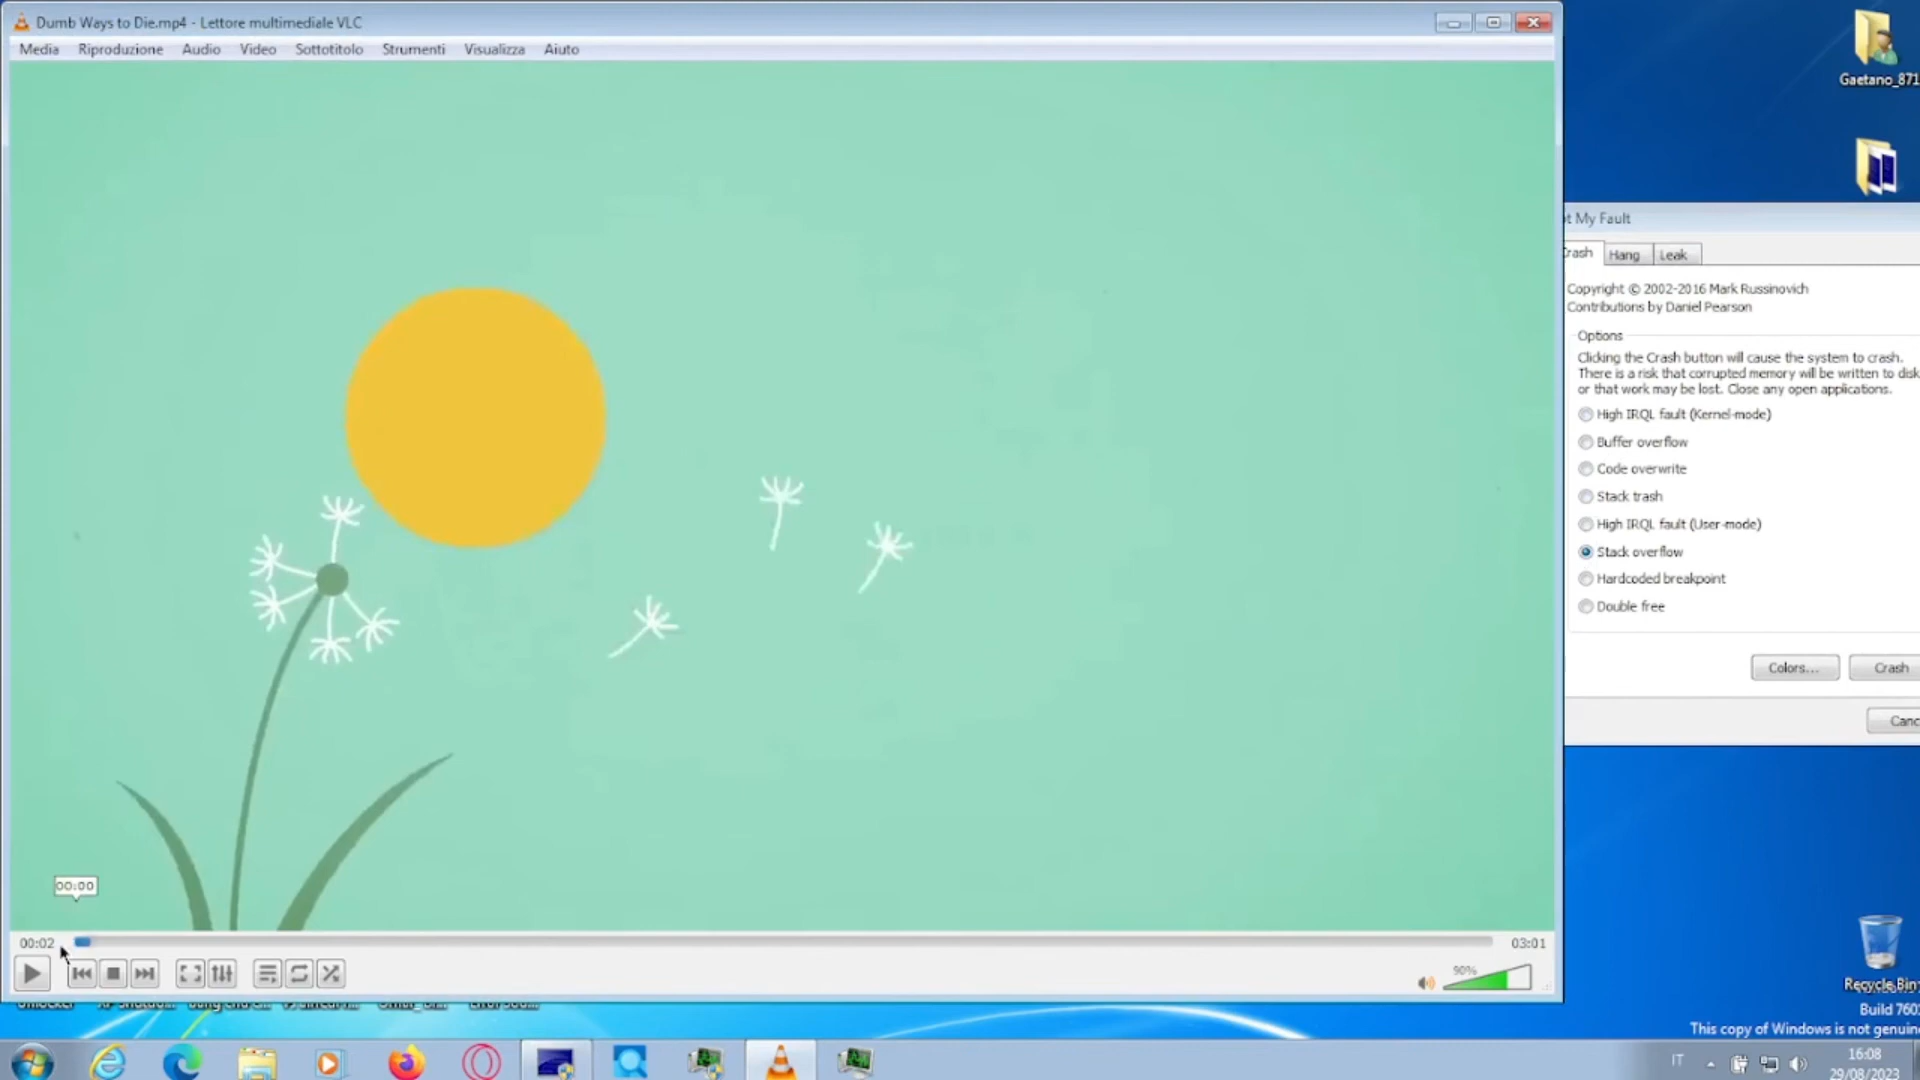 Dumb Ways to Die.mp4 - Lettore multimediale VLC
Media Riproduzione Audio Video Sottotitolo Strumenti Visualizza Aiuto
Gaetano_871
t My Fault
Crash Hang Leak
Copyright © 2002-2016 Mark Russinovich
Contributions by Daniel Pearson
Options
Clicking the Crash button will cause the system to crash.
There is a risk that corrupted memory will be written to disk
or that work may be lost. Close any open applications.
High IRQL fault (Kernel-mode)
Buffer overflow
Code overwrite
Stack trash
High IRQL fault (User-mode)
Stack overflow
Hardcoded breakpoint
Double free
Colors... Crash
Canc
00:00
00:02 03:01
90%
Recycle Bin
Build 760
This copy of Windows is not genuin
IT
16:08
29/08/2023